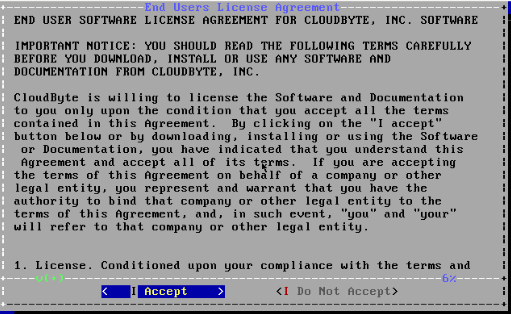 End Users License Agreement
END USER SOFTWARE LICENSE AGREEMENT FOR CLOUDBYTE, INC. SOFTWARE
IMPORTANT NOTICE: YOU SHOULD READ THE FOLLOWING TERMS CAREFULLY
BEFORE YOU DOWNLOAD, INSTALL OR USE ANY SOFTWARE AND
DOCUMENTATION FROM CLOUDBYTE, INC.
CloudByte is willing to license the Software and Documentation
to you only upon the condition that you accept all the terms
contained in this Agreement.  By clicking on the "I accept"
button below or by downloading, installing or using the Software
or Documentation, you have indicated that you understand this
Agreement and accept all of its terms.  If you are accepting
the terms of this Agreement on behalf of a company or other
legal entity, you represent and warrant that you have the
authority to bind that company or other legal entity to the
terms of this Agreement, and, in such event, "you" and "your"
will refer to that company or other legal entity.
1. License. Conditioned upon your compliance with the terms and
v(+) 6%
< I Accept > <I Do Not Accept>